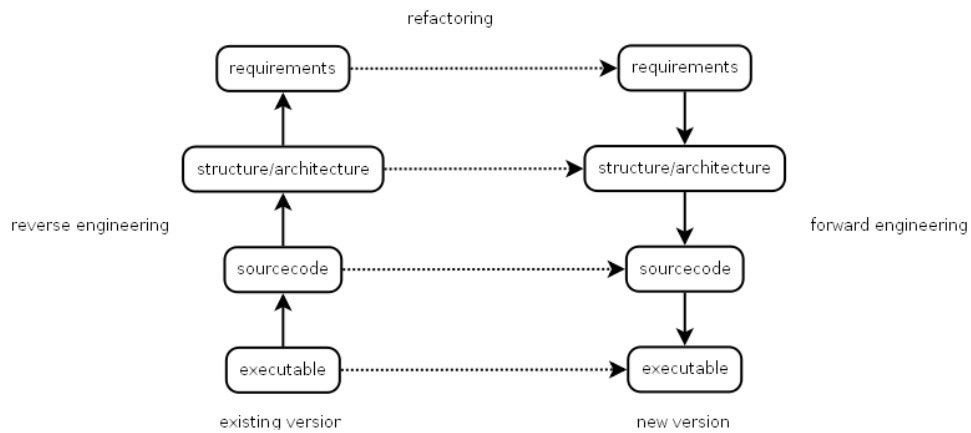 refactoring
requirements
requirements
structure/architecture
structure/architecture
reverse engineering
forward engineering
sourcecode
sourcecode
executable
executable
existing version
new version